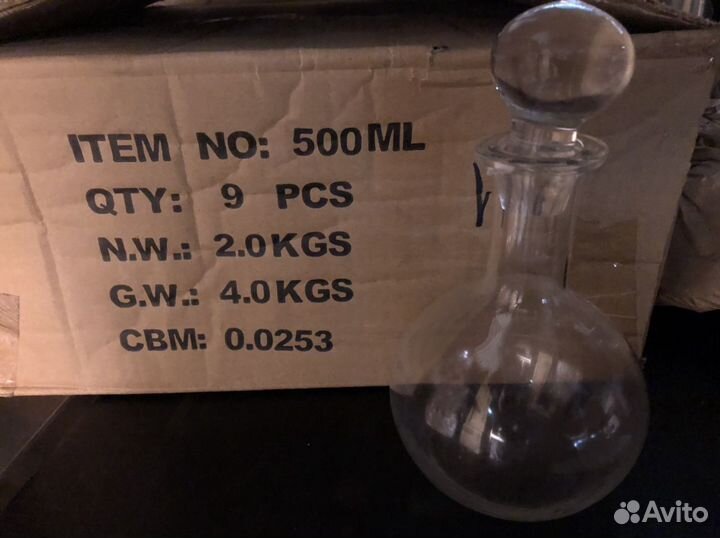 ITEM NO: 500ML
QTY: 9 PCS
N.W.: 2.0KGS
G.W.: 4.0KGS
CBM: 0.0253
Avito